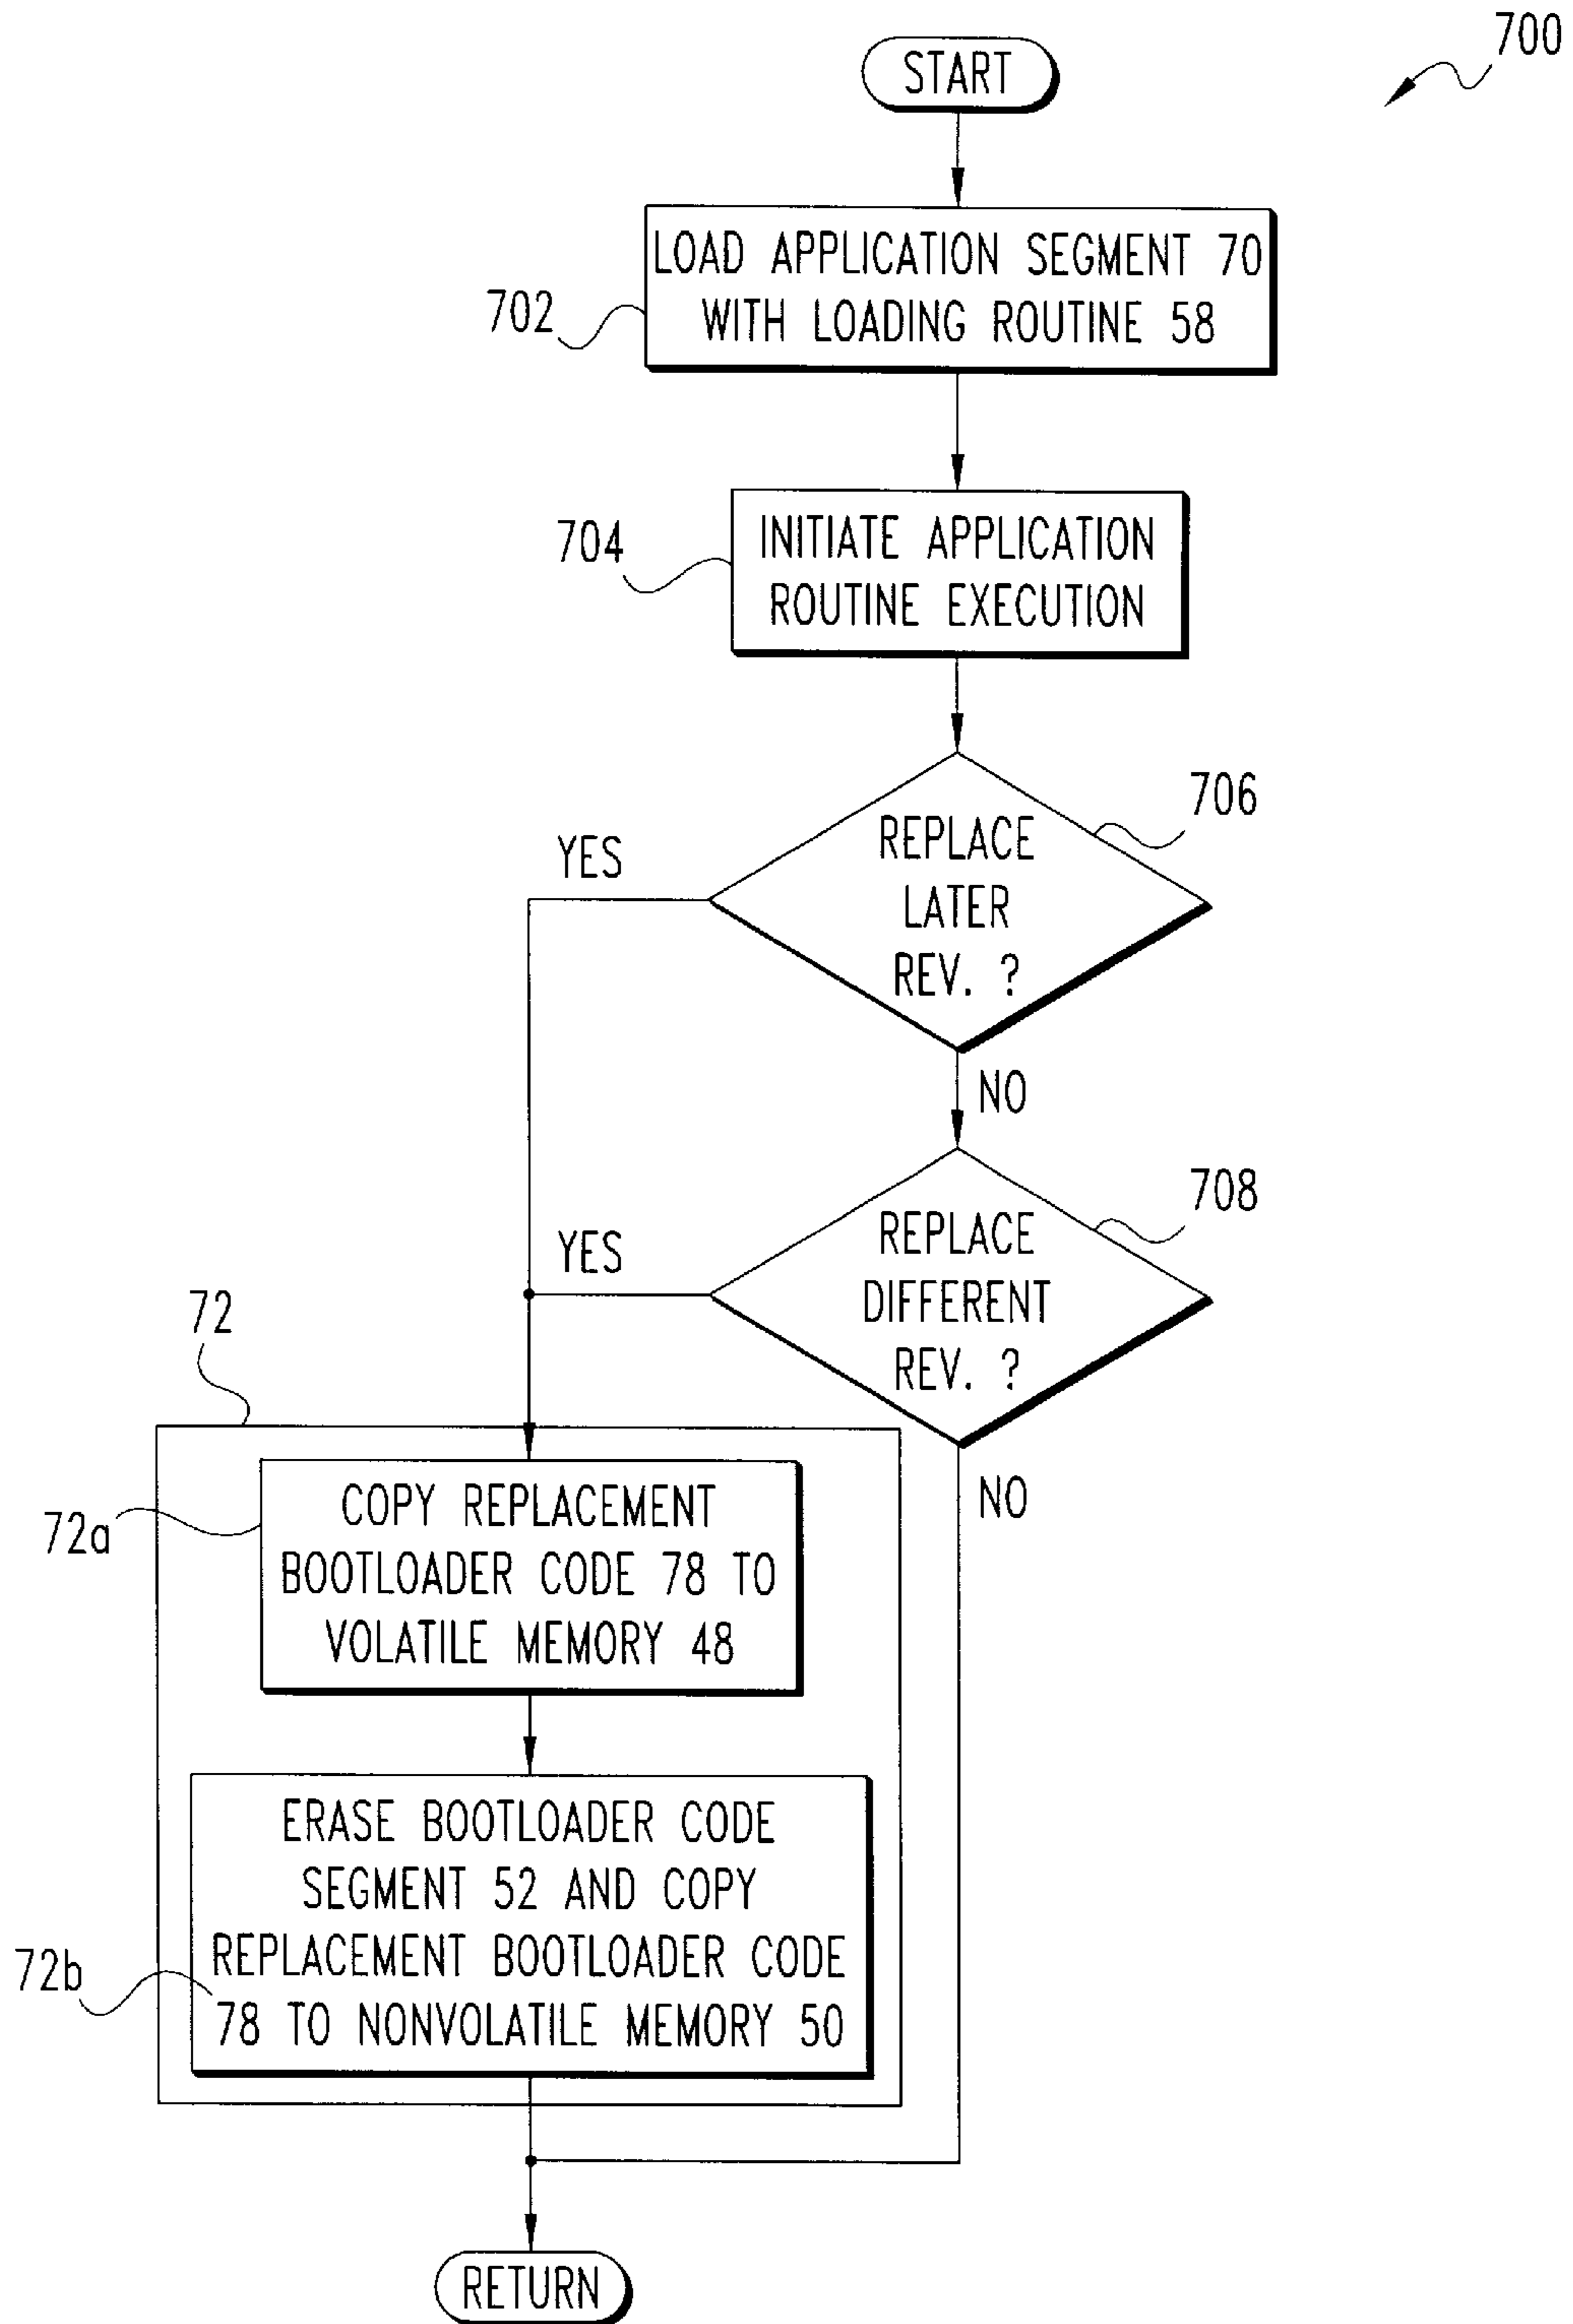 700
START
LOAD APPLICATION SEGMENT 70
WITH LOADING ROUTINE 58
702
INITIATE APPLICATION
ROUTINE EXECUTION
704
706
REPLACE
LATER
REV. ?
YES
NO
708
REPLACE
DIFFERENT
REV. ?
YES
NO
72
72a
COPY REPLACEMENT
BOOTLOADER CODE 78 TO
VOLATILE MEMORY 48
ERASE BOOTLOADER CODE
SEGMENT 52 AND COPY
REPLACEMENT BOOTLOADER CODE
78 TO NONVOLATILE MEMORY 50
72b
RETURN